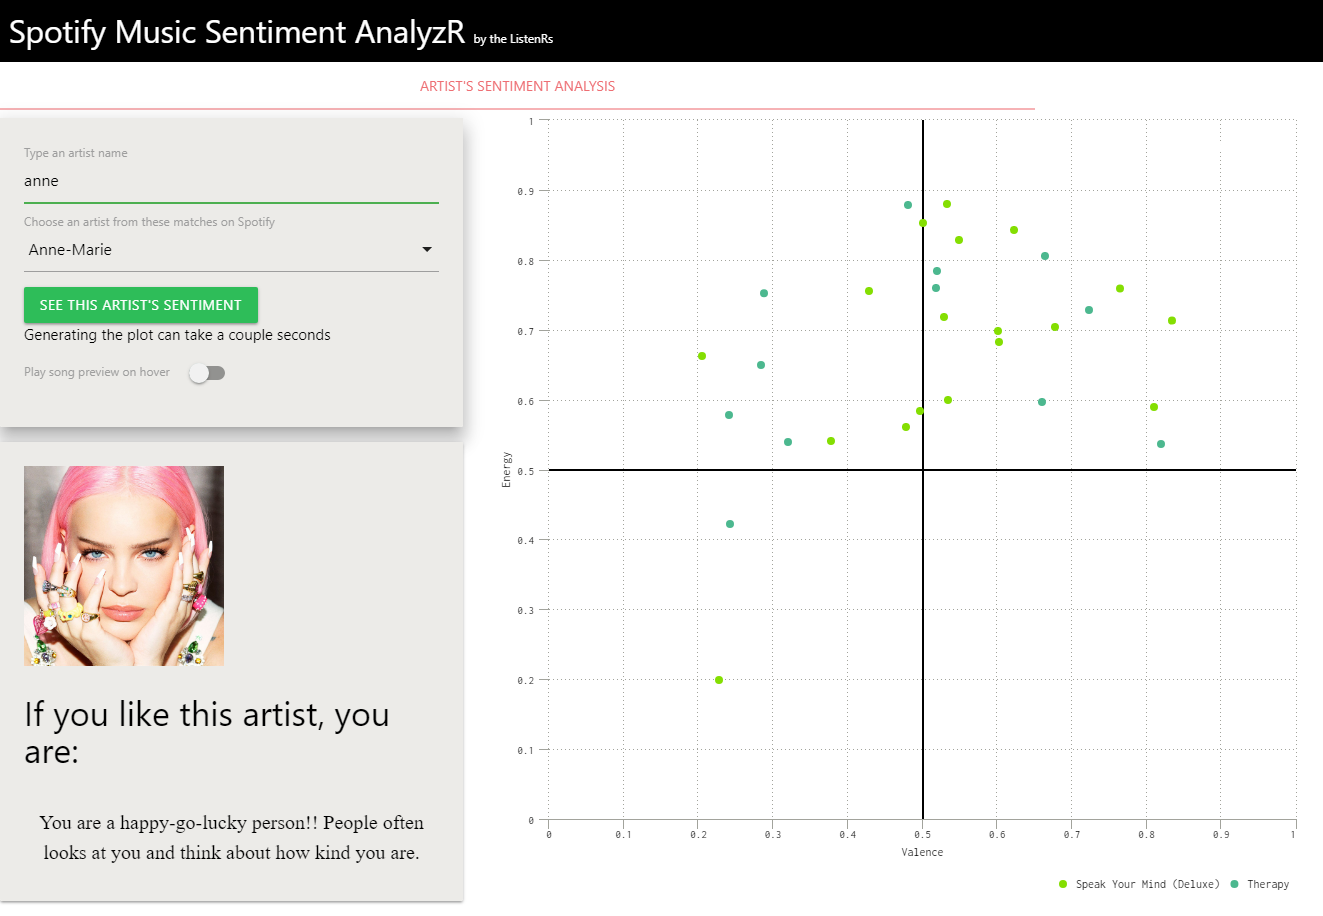 Spotify Music Sentiment AnalyzR by the ListenRs
ARTIST'S SENTIMENT ANALYSIS
Type an artist name
anne
Choose an artist from these matches on Spotify
Anne-Marie
SEE THIS ARTIST'S SENTIMENT
Generating the plot can take a couple seconds
Play song preview on hover
If you like this artist, you
are:
You are a happy-go-lucky person!! People often
looks at you and think about how kind you are.
1
0.9
0.8
0.7
0.6
0.5
0.4
0.3
0.2
0.1
0
Energy
0 0.1 0.2 0.3 0.4 0.5 0.6 0.7 0.8 0.9 1
Valence
Speak Your Mind (Deluxe) Therapy